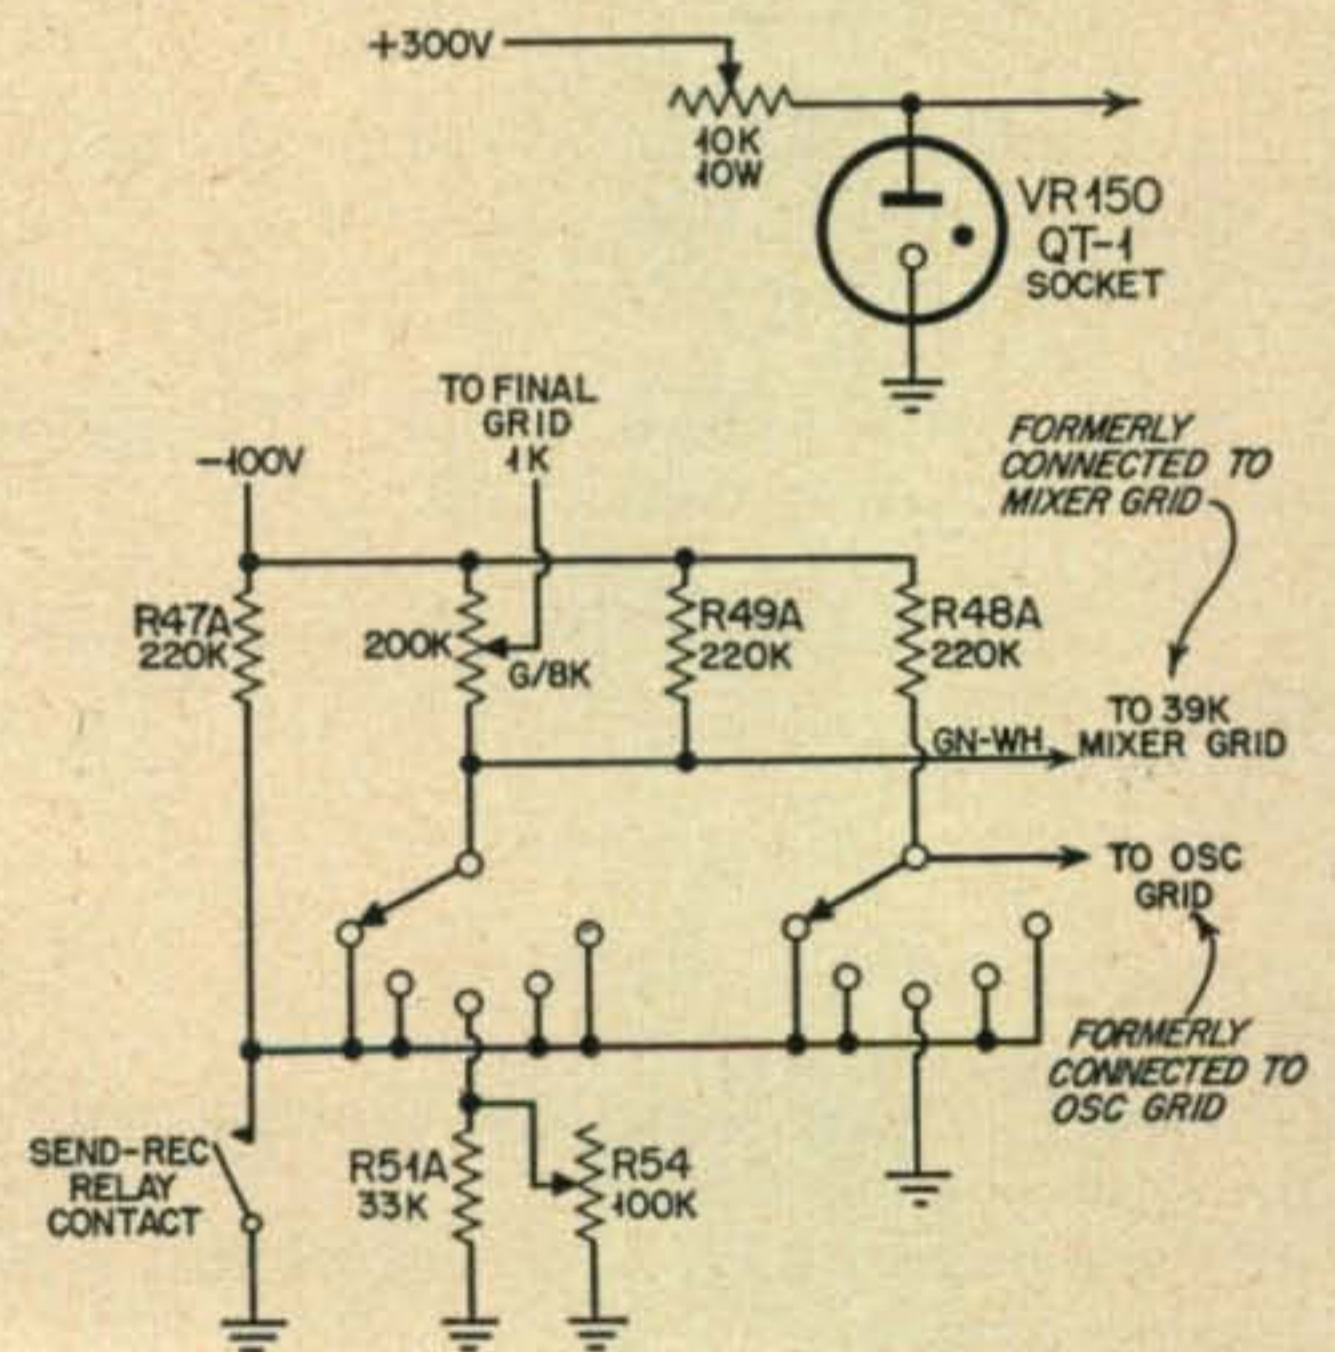 +300V
10K
10W
VR150
QT-1
SOCKET
TO FINAL
GRID
1K
-100V
FORMERLY
CONNECTED TO
MIXER GRID
R47A
220K
200K
G/8K
R49A
220K
R48A
220K
TO 39K
MIXER GRID
GN-WH
TO OSC
GRID
FORMERLY
CONNECTED TO
OSC GRID
SEND-REC
RELAY
CONTACT
R51A
33K
R54
100K